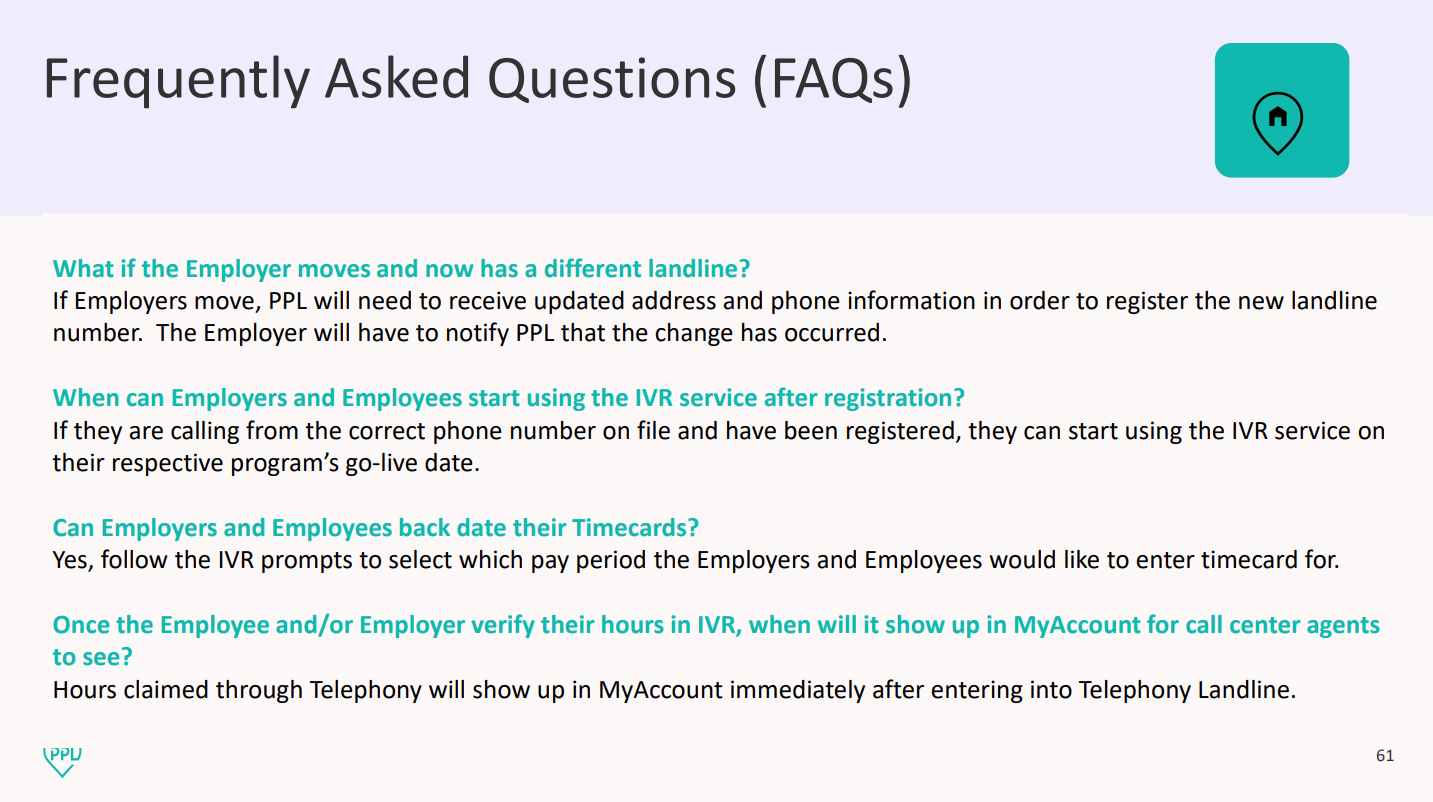 Frequently Asked Questions (FAQs)
What if the Employer moves and now has a different landline?
If Employers move, PPL will need to receive updated address and phone information in order to register the new landline
number.  The Employer will have to notify PPL that the change has occurred.
When can Employers and Employees start using the IVR service after registration?
If they are calling from the correct phone number on file and have been registered, they can start using the IVR service on
their respective program’s go-live date.
Can Employers and Employees back date their Timecards?
Yes, follow the IVR prompts to select which pay period the Employers and Employees would like to enter timecard for.
Once the Employee and/or Employer verify their hours in IVR, when will it show up in MyAccount for call center agents
to see?
Hours claimed through Telephony will show up in MyAccount immediately after entering into Telephony Landline.
PPL
61